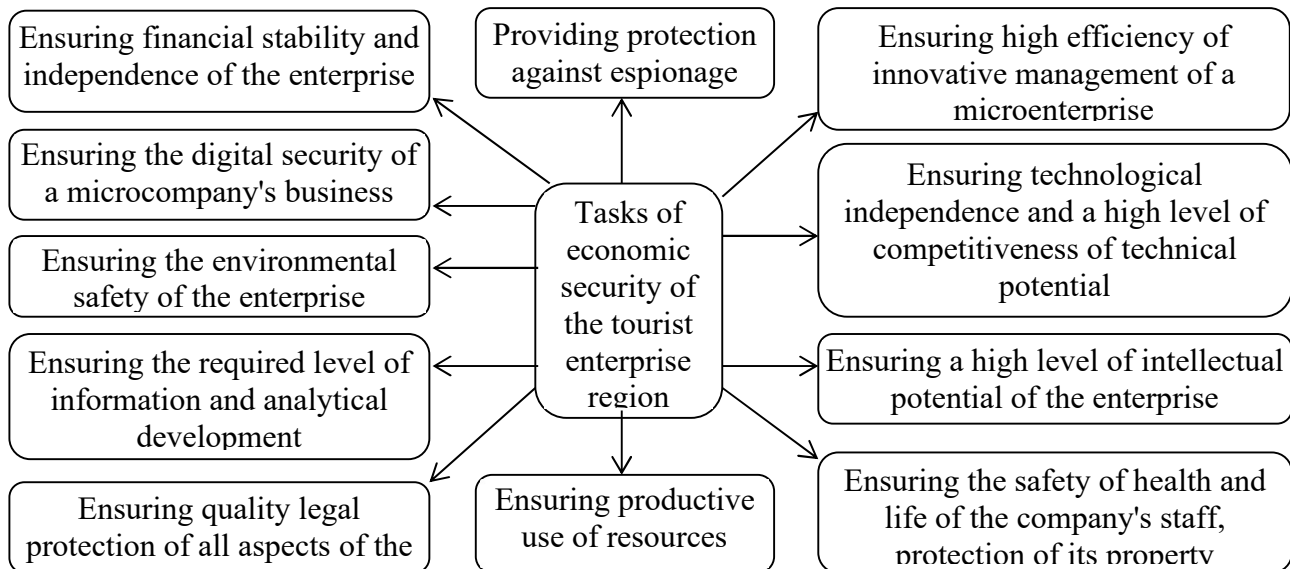 Ensuring financial stability and
independence of the enterprise
Providing protection
against espionage
Ensuring high efficiency of
innovative management of a
microenterprise
Ensuring the digital security of
a microcompany's business
Ensuring the environmental
safety of the enterprise
Ensuring the required level of
information and analytical
development
Ensuring quality legal
protection of all aspects of the
Tasks of
economic
security of
the tourist
enterprise
region
Ensuring productive
use of resources
Ensuring technological
independence and a high level of
competitiveness of technical
potential
Ensuring a high level of intellectual
potential of the enterprise
Ensuring the safety of health and
life of the company's staff,
protection of its property